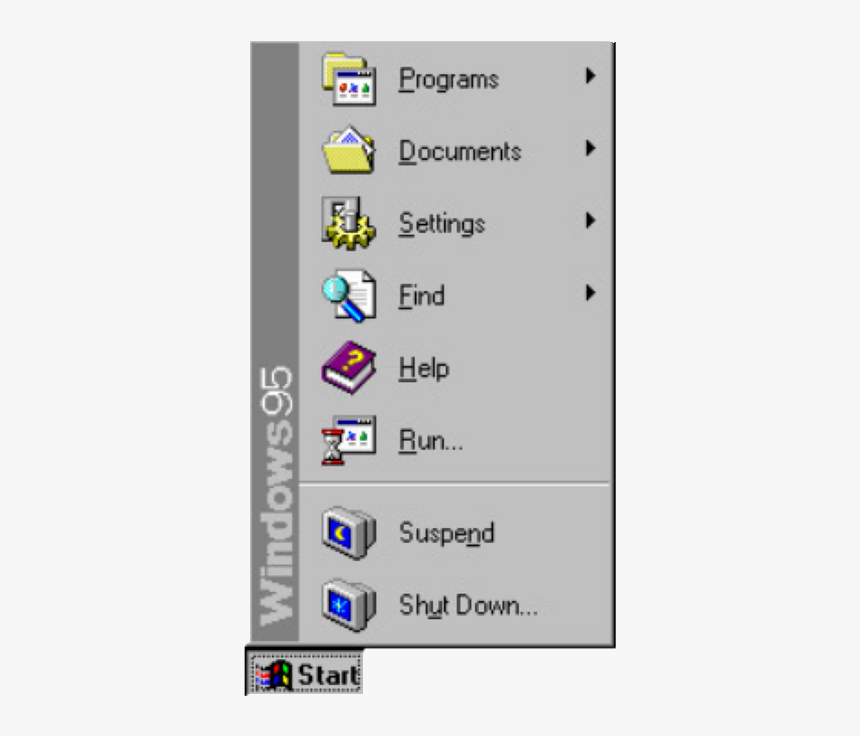 Programs
Documents
Settings
Find
Help
Run...
Suspend
Shut Down...
Windows95
Start